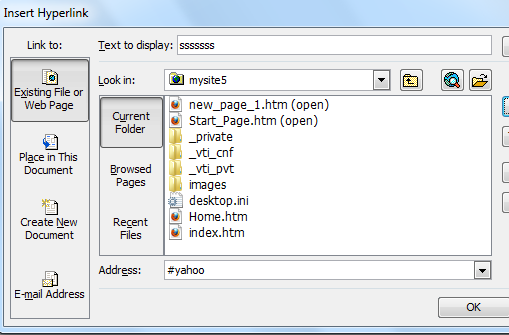 Insert Hyperlink
Link to:
Text to display: sssssss
Existing File or
Web Page
Look in: mysite5
Current
Folder
new_page_1.htm (open)
Start_Page.htm (open)
_private
_vti_cnf
_vti_pvt
images
desktop.ini
Home.htm
index.htm
Place in This
Document
Browsed
Pages
Create New
Document
Recent
Files
E-mail Address
Address: #yahoo
OK